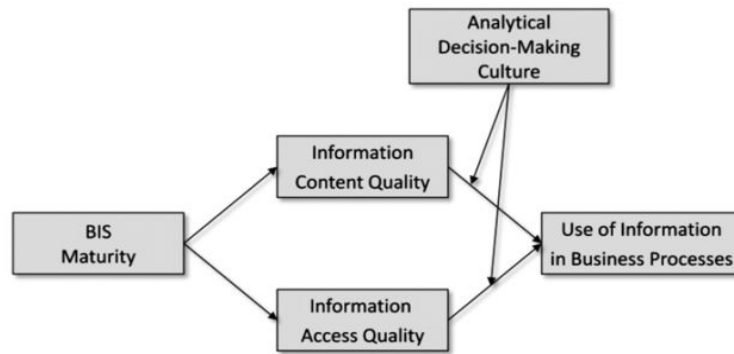 Analytical
Decision-Making
Culture
Information
Content Quality
BIS
Maturity
Use of Information
in Business Processes
Information
Access Quality